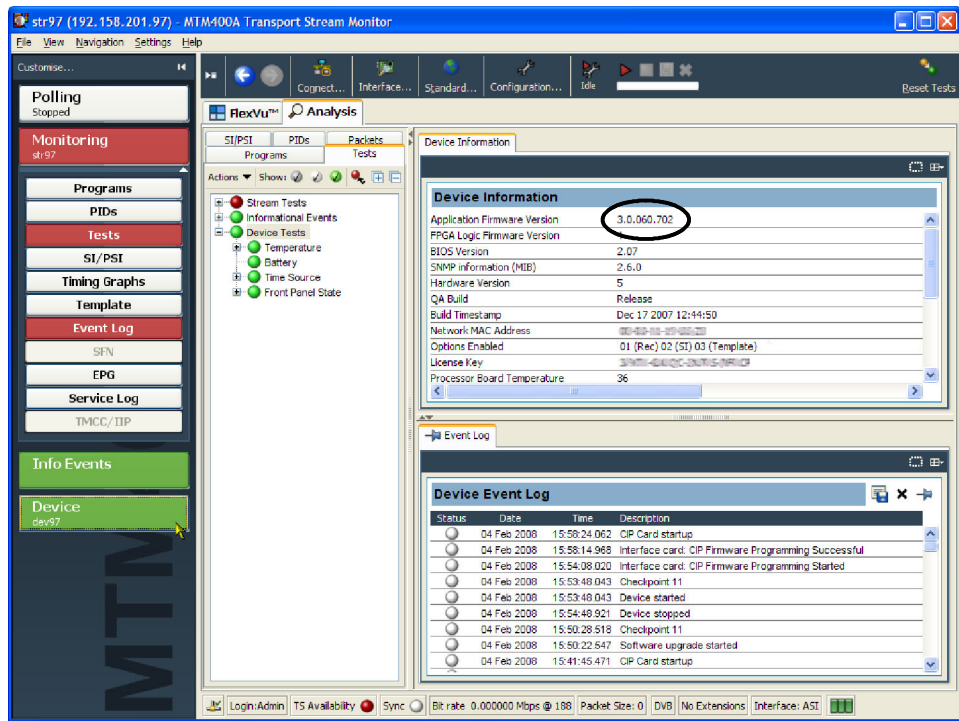 str97 (192.158.201.97) - MTM400A Transport Stream Monitor
File View Navigation Settings Help
Customise...
Polling
Stopped
Monitoring
str97
Programs
PIDs
Tests
SI/PSI
Timing Graphs
Template
Event Log
SFN
EPG
Service Log
TMCC/IIP
Info Events
Device
dev97
MTM
Connect... Interface... Standard... Configuration... Idle Reset Tests
FlexVu™ Analysis
SI/PSI PIDs Packets
Programs Tests
Actions Show:
Stream Tests
Informational Events
Device Tests
Temperature
Battery
Time Source
Front Panel State
Device Information
Device Information
Application Firmware Version 3.0.060.702
FPGA Logic Firmware Version
BIOS Version 2.07
SNMP information (MIB) 2.6.0
Hardware Version 5
QA Build Release
Build Timestamp Dec 17 2007 12:44:50
Network MAC Address
Options Enabled 01 (Rec) 02 (SI) 03 (Template)
License Key
Processor Board Temperature 36
Event Log
Device Event Log
Status Date Time Description
04 Feb 2008 15:58:24.062 CIP Card startup
04 Feb 2008 15:58:14.968 Interface card: CIP Firmware Programming Successful
04 Feb 2008 15:54:08.020 Interface card: CIP Firmware Programming Started
04 Feb 2008 15:53:48.043 Checkpoint 11
04 Feb 2008 15:53:48.043 Device started
04 Feb 2008 15:54:48.921 Device stopped
04 Feb 2008 15:50:28.518 Checkpoint 11
04 Feb 2008 15:50:22.547 Software upgrade started
04 Feb 2008 15:41:45.471 CIP Card startup
Login:Admin TS Availability Sync Bit rate 0.000000 Mbps @ 188 Packet Size: 0 DVB No Extensions Interface: ASI